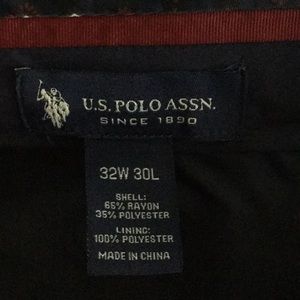 U.S. POLO ASSN.
SINCE 1890
32W 30L
SHELL:
65% RAYON
35% POLYESTER
LINING:
100% POLYESTER
MADE IN CHINA